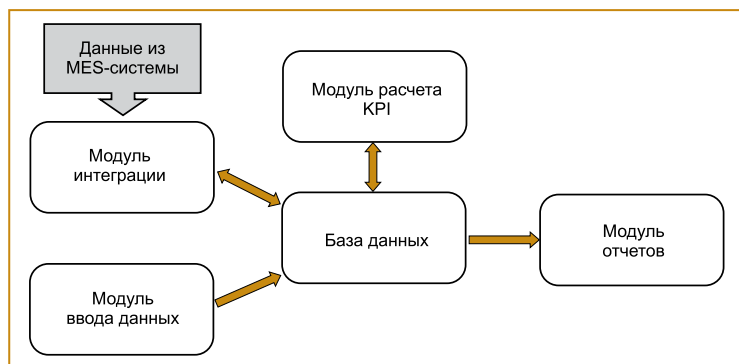 Данные из
MES-системы
Модуль расчета
KPI
Модуль
интеграции
База данных
Модуль
отчетов
Модуль
ввода данных